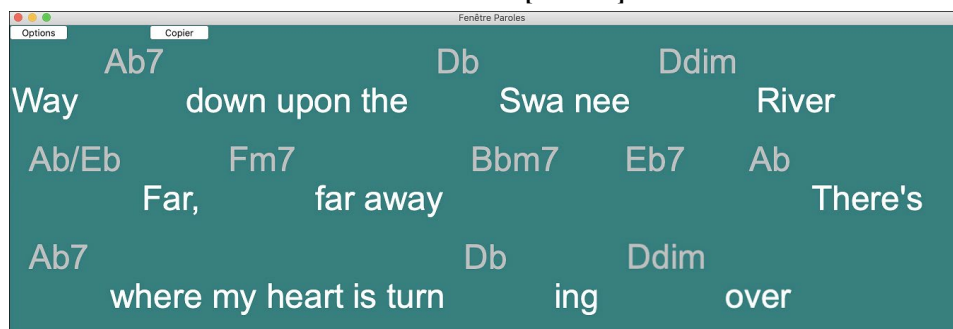 Fenêtre Paroles
Options Copier
Ab7 Db Ddim
Way down upon the Swa nee River
Ab/Eb Fm7 Bbm7 Eb7 Ab
Far, far away There's
Ab7 Db Ddim
where my heart is turn ing over